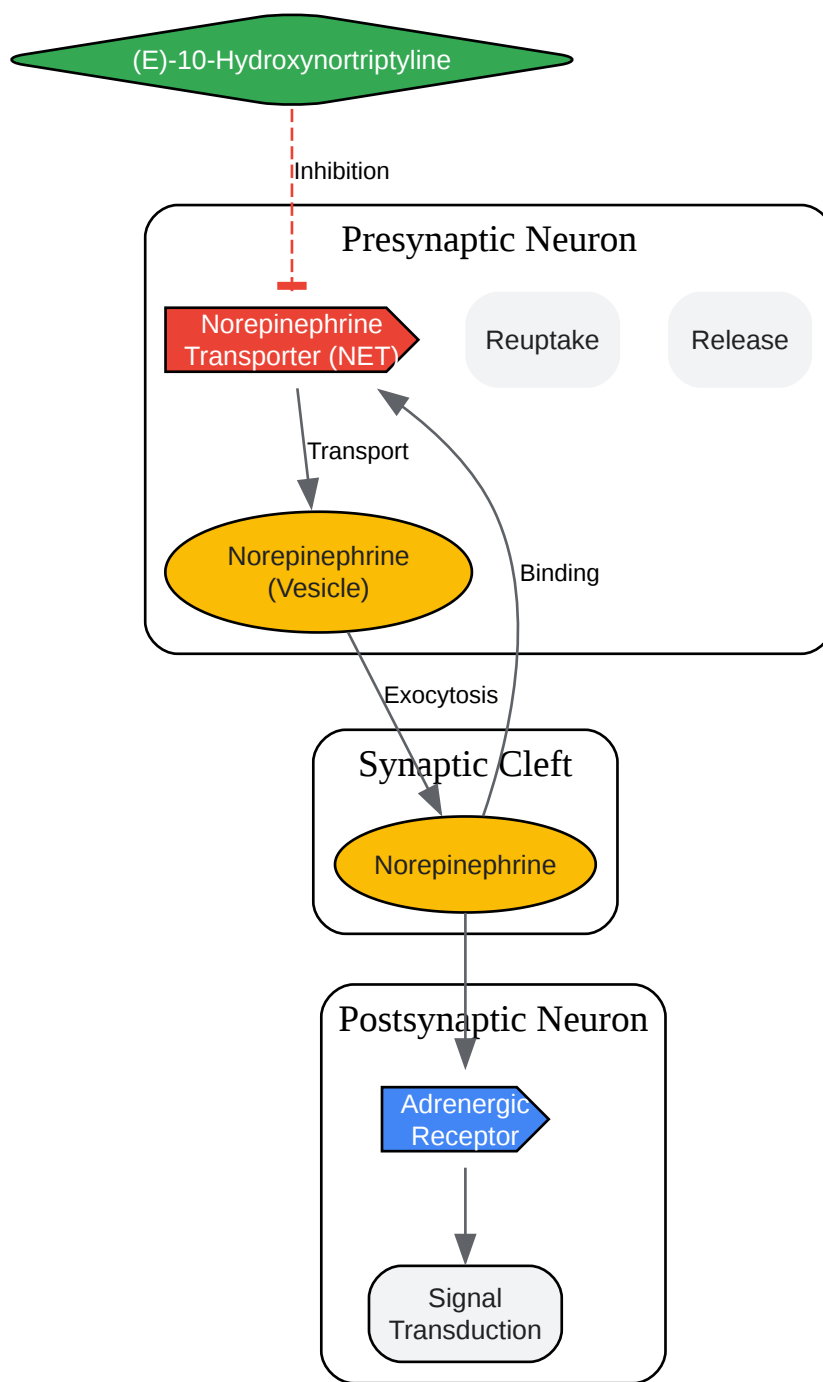 (E)-10-Hydroxynortriptyline
Inhibition
Presynaptic Neuron
Norepinephrine
Transporter (NET)
Reuptake
Release
Transport
Norepinephrine
(Vesicle)
Binding
Exocytosis
Synaptic Cleft
Norepinephrine
Postsynaptic Neuron
Adrenergic
Receptor
Signal
Transduction